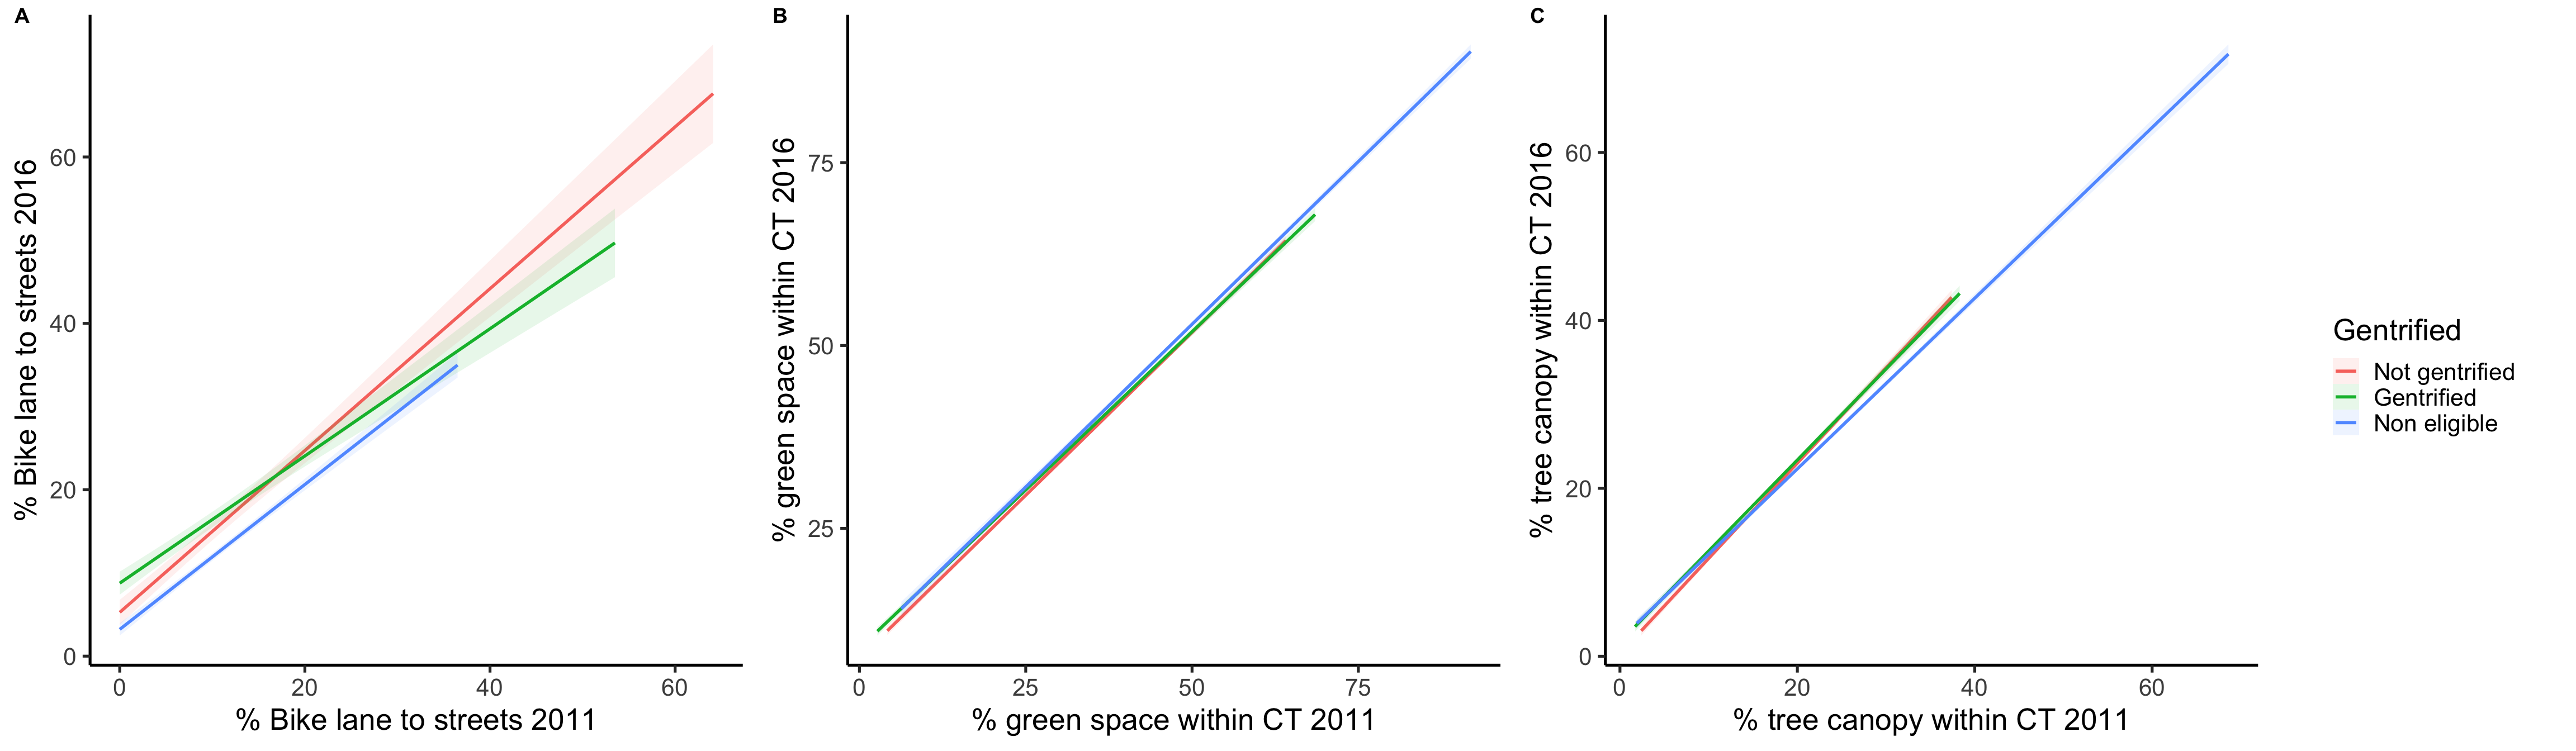 A
% Bike lane to streets 2016
60
40
20
0
0 20 40 60
% Bike lane to streets 2011
B
% green space within CT 2016
75
50
25
0 25 50 75
% green space within CT 2011
C
% tree canopy within CT 2016
60
40
20
0
0 20 40 60
% tree canopy within CT 2011
Gentrified
Not gentrified
Gentrified
Non eligible